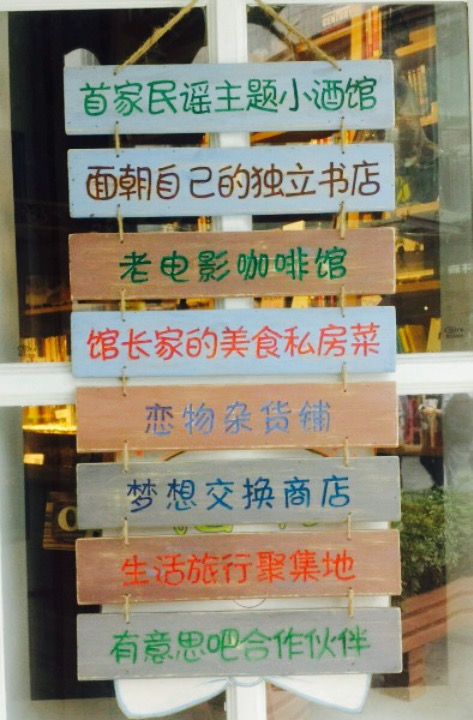 首家民谣主题小酒馆
面朝自己的独立书店
老电影咖啡馆
馆长家的美食私房菜
恋物杂货铺
梦想交换商店
生活旅行聚集地
有意思吧合作伙伴